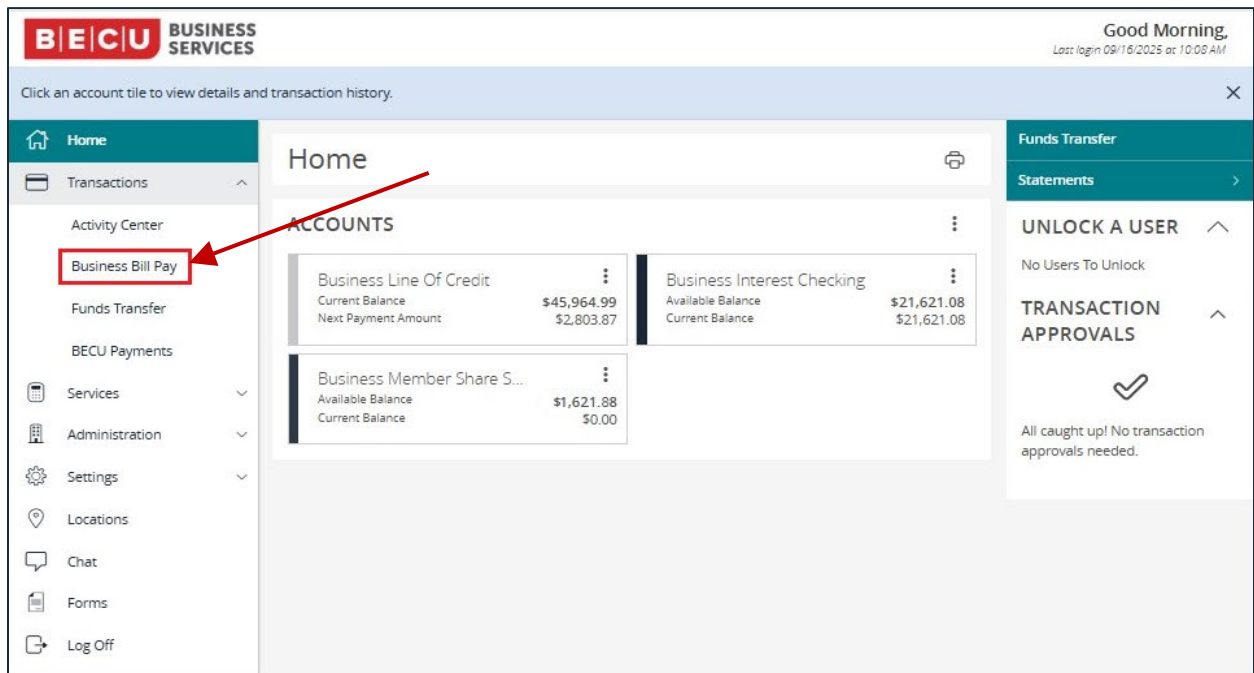 B|E|C|U BUSINESS SERVICES
Good Morning,
Last login 09/16/2025 at 10:08 AM
Click an account tile to view details and transaction history.
Home
Transactions
Activity Center
Business Bill Pay
Funds Transfer
BECU Payments
Services
Administration
Settings
Locations
Chat
Forms
Log Off
Home
ACCOUNTS
Business Line Of Credit
Current Balance $45,964.99
Next Payment Amount $2,803.87
Business Interest Checking
Available Balance $21,621.08
Current Balance $21,621.08
Business Member Share S...
Available Balance $1,621.88
Current Balance $0.00
Funds Transfer
Statements
UNLOCK A USER
No Users To Unlock
TRANSACTION
APPROVALS
All caught up! No transaction
approvals needed.